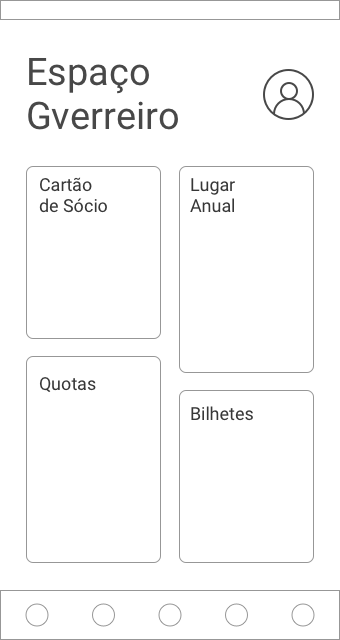 Espaço
Gverreiro
Cartão
de Sócio
Lugar
Anual
Quotas
Bilhetes